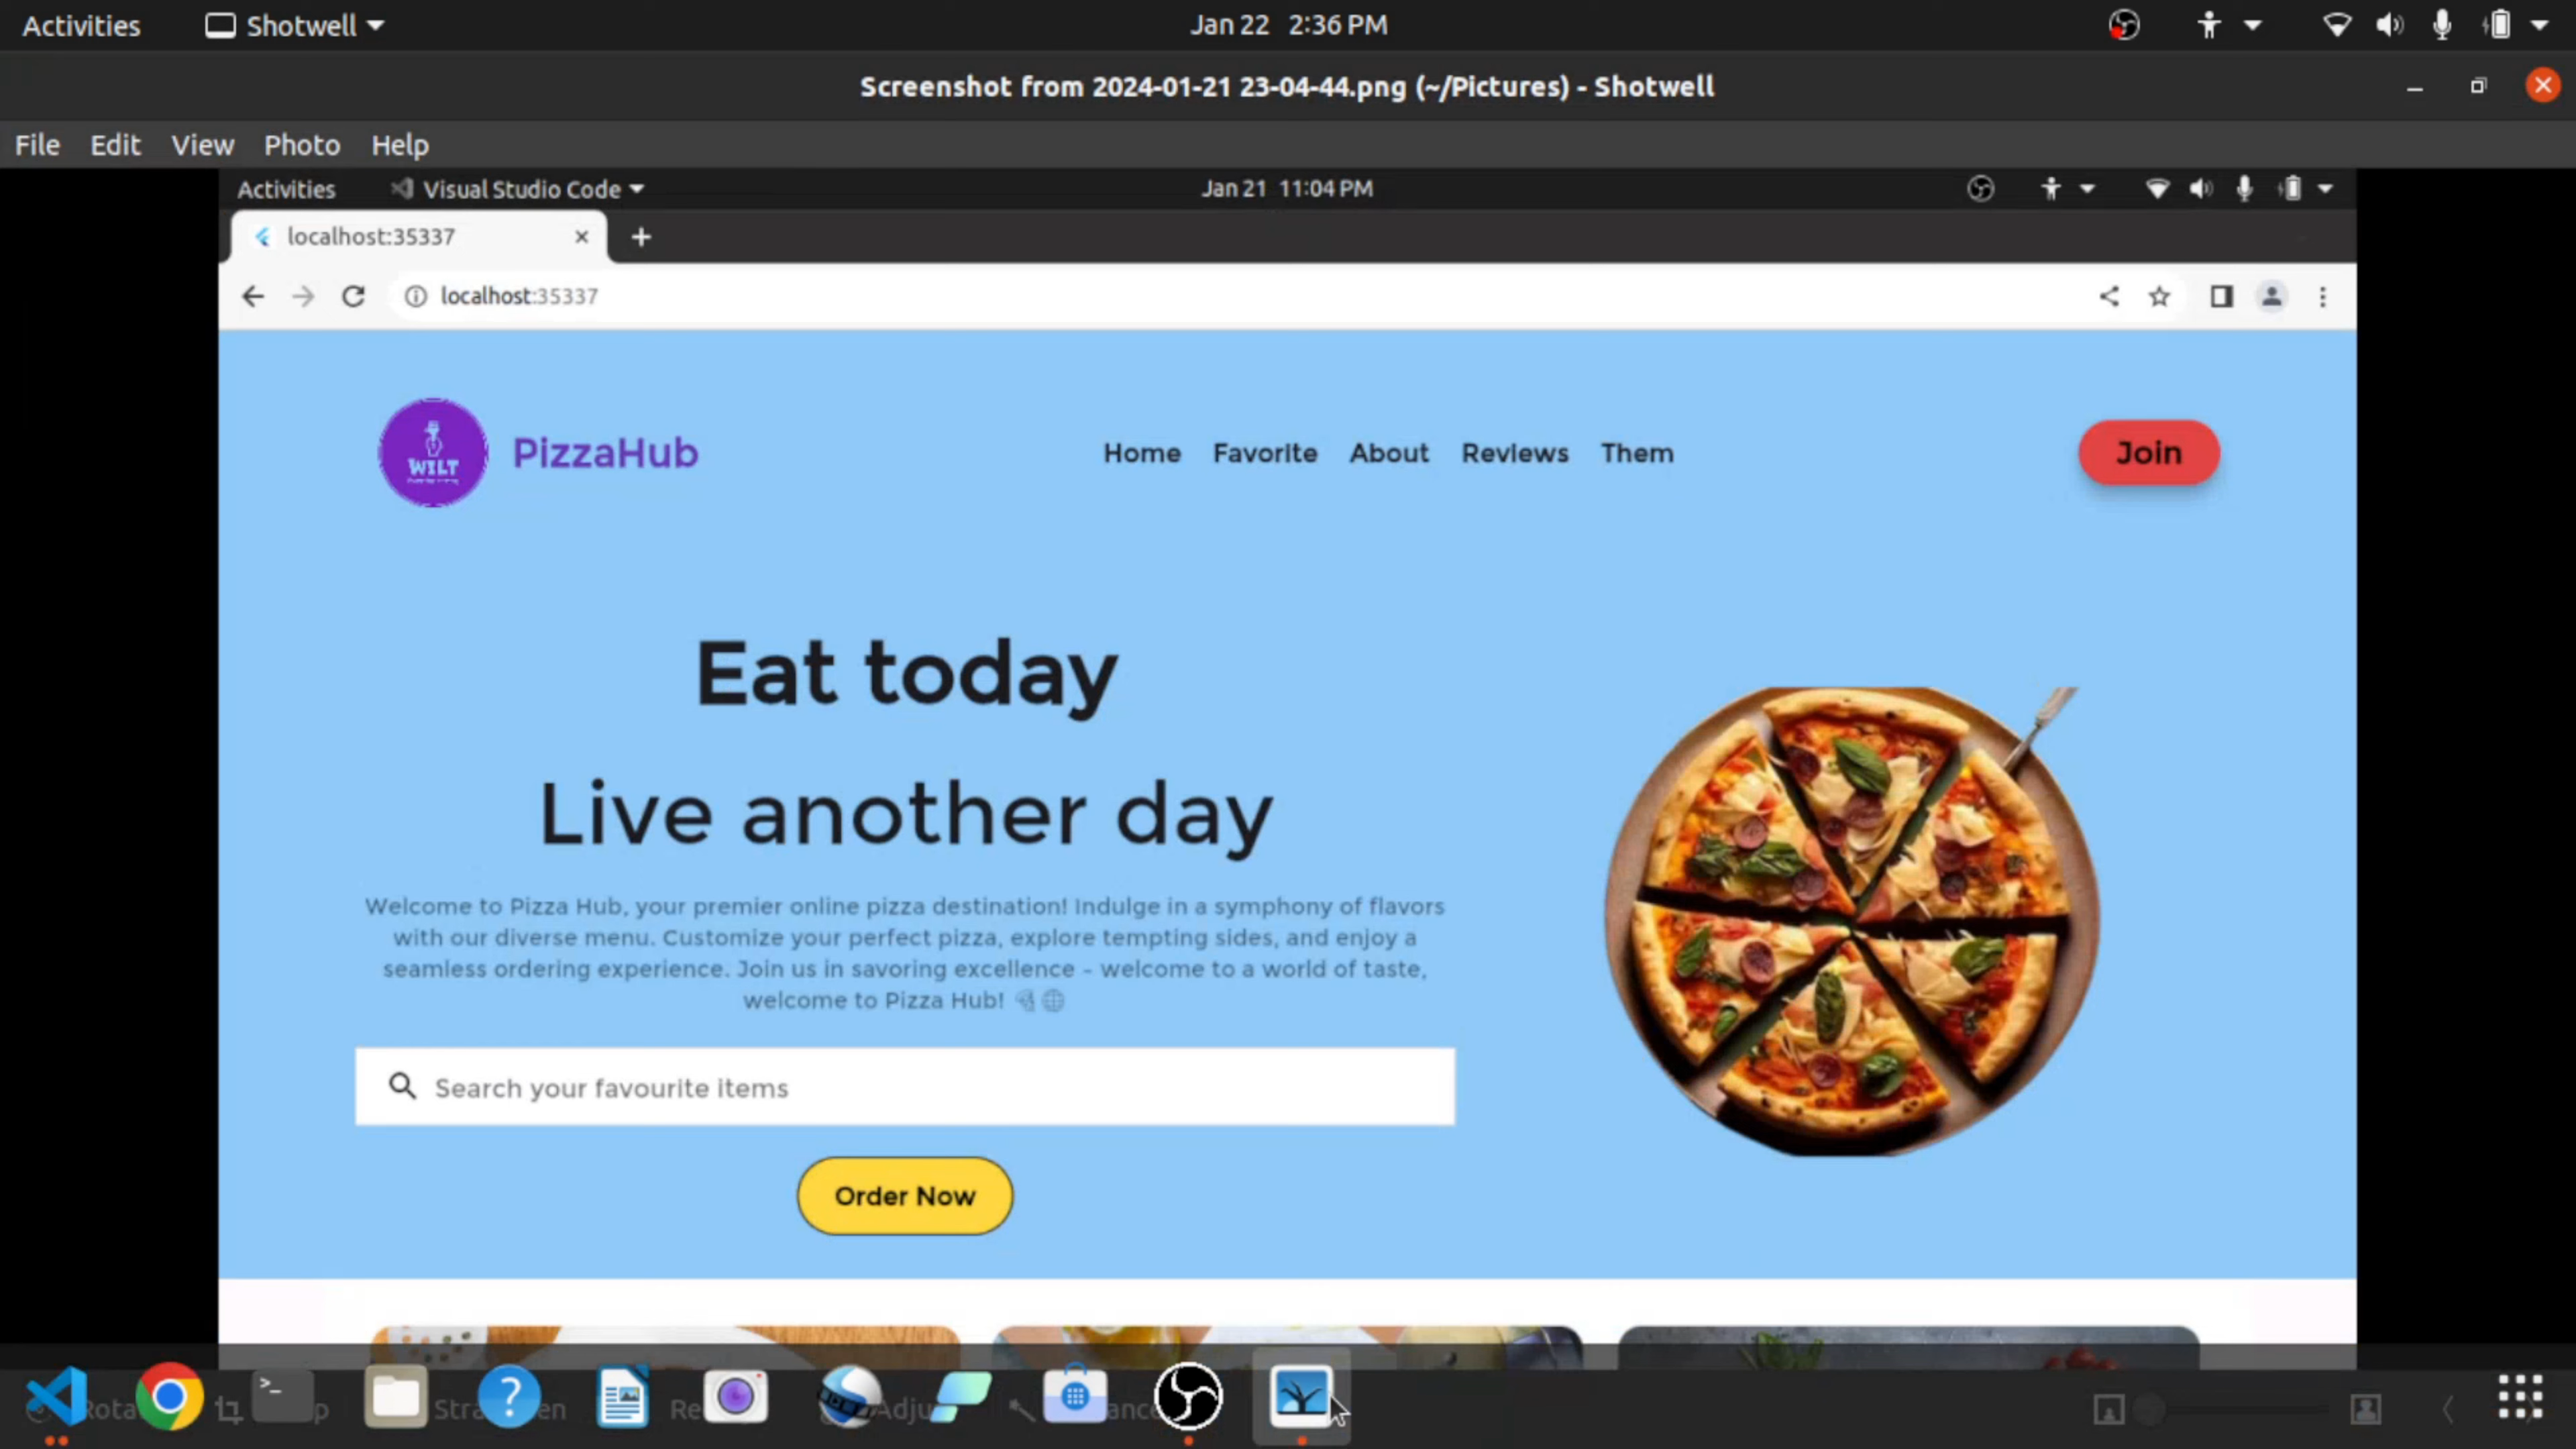 Activities Shotwell Jan 22 2:36 PM
Screenshot from 2024-01-21 23-04-44.png (~/Pictures) - Shotwell
File Edit View Photo Help
Activities Visual Studio Code Jan 21 11:04 PM
localhost:35337
localhost:35337
WILT
PizzaHub Home Favorite About Reviews Them Join
Eat today
Live another day
Welcome to Pizza Hub, your premier online pizza destination! Indulge in a symphony of flavors
with our diverse menu. Customize your perfect pizza, explore tempting sides, and enjoy a
seamless ordering experience. Join us in savoring excellence - welcome to a world of taste,
welcome to Pizza Hub! 🍕🌐
Search your favourite items
Order Now